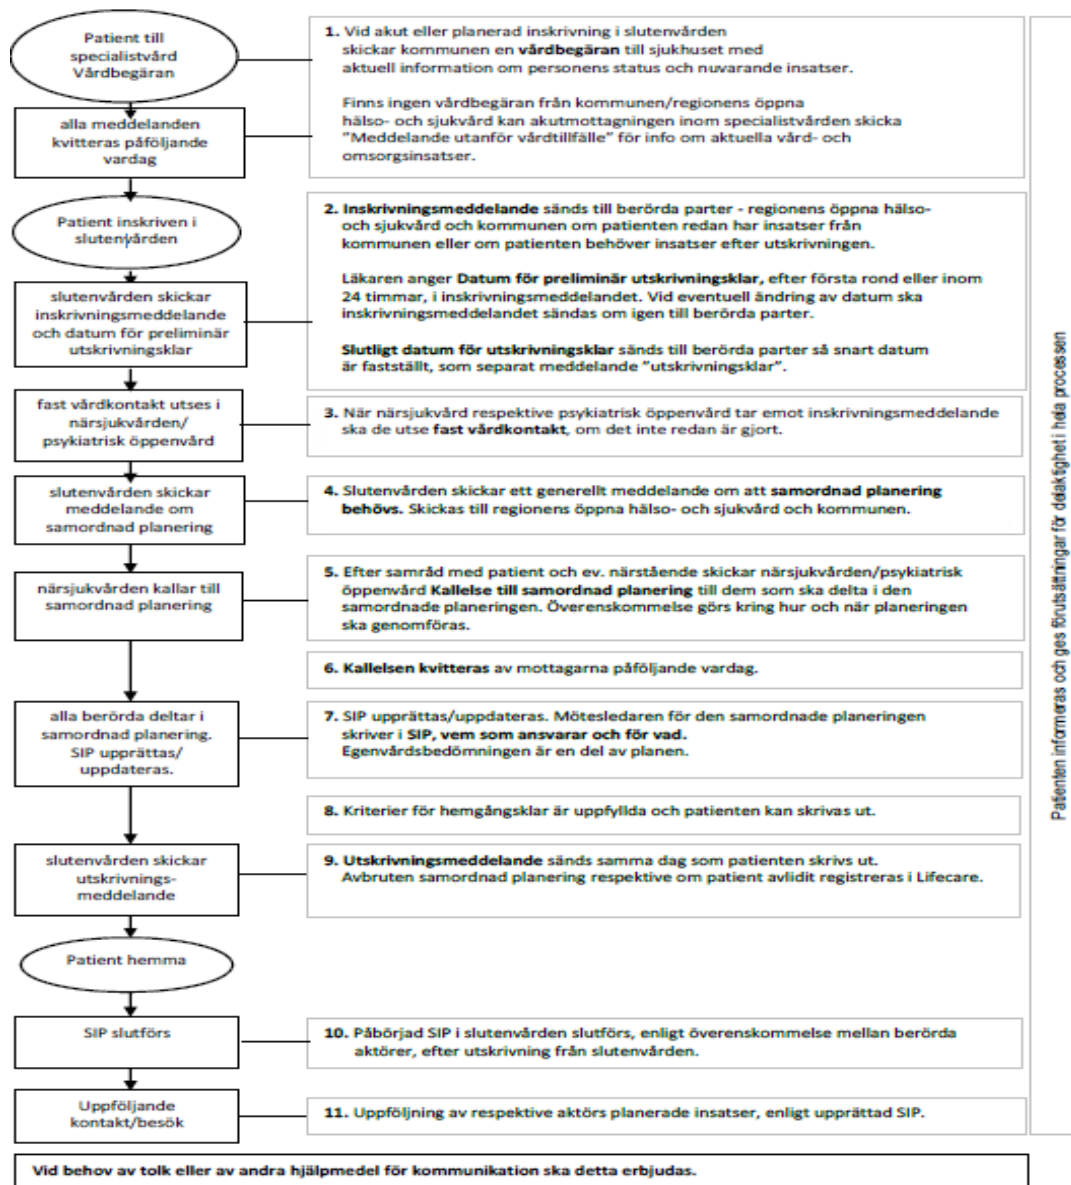 Patient till
specialistvård
Vårdbegäran
1. Vid akut eller planerad inskrivning i slutenvården
skickar kommunen en vårdbegäran till sjukhuset med
aktuell information om personens status och nuvarande insatser.
Finns ingen vårdbegäran från kommunen/regionens öppna
hälso- och sjukvård kan akutmottagningen inom specialistvården skicka
"Meddelande utanför vårdtillfälle" för info om aktuella vård- och
omsorgsinsatser.
alla meddelanden
kvitteras påföljande
vardag
Patient inskriven i
slutenvården
2. Inskrivningsmeddelande sänds till berörda parter - regionens öppna hälso-
och sjukvård och kommunen om patienten redan har insatser från
kommunen eller om patienten behöver insatser efter utskrivningen.
Läkaren anger Datum för preliminär utskrivningsklar, efter första rond eller inom
24 timmar, i inskrivningsmeddelandet. Vid eventuell ändring av datum ska
inskrivningsmeddelandet sändas om igen till berörda parter.
Slutligt datum för utskrivningsklar sänds till berörda parter så snart datum
är fastställt, som separat meddelande "utskrivningsklar".
slutenvården skickar
inskrivningsmeddelande
och datum för preliminär
utskrivningsklar
fast vårdkontakt utses i
närsjukvården/
psykiatrisk öppenvård
3. När närsjukvård respektive psykiatrisk öppenvård tar emot inskrivningsmeddelande
ska de utse fast vårdkontakt, om det inte redan är gjort.
slutenvården skickar
meddelande om
samordnad planering
4. Slutenvården skickar ett generellt meddelande om att samordnad planering
behövs. Skickas till regionens öppna hälso- och sjukvård och kommunen.
närsjukvården kallar till
samordnad planering
5. Efter samråd med patient och ev. närstående skickar närsjukvården/psykiatrisk
öppenvård Kallelse till samordnad planering till dem som ska delta i den
samordnade planeringen. Överenskommelse görs kring hur och när planeringen
ska genomföras.
6. Kallelsen kvitteras av mottagarna påföljande vardag.
alla berörda deltar i
samordnad planering.
SIP upprättas/
uppdateras.
7. SIP upprättas/uppdateras. Mötesledaren för den samordnade planeringen
skriver i SIP, vem som ansvarar och för vad.
Egenvårdsbedömningen är en del av planen.
8. Kriterier för hemgångsklar är uppfyllda och patienten kan skrivas ut.
slutenvården skickar
utskrivnings-
meddelande
9. Utskrivningsmeddelande sänds samma dag som patienten skrivs ut.
Avbruten samordnad planering respektive om patient avlidit registreras i Lifecare.
Patient hemma
SIP slutförs
10. Påbörjad SIP i slutenvården slutförs, enligt överenskommelse mellan berörda
aktörer, efter utskrivning från slutenvården.
Uppföljande
kontakt/besök
11. Uppföljning av respektive aktörs planerade insatser, enligt upprättad SIP.
Patienten informeras och ges förutsättningar för delaktighet i hela processen
Vid behov av tolk eller av andra hjälpmedel för kommunikation ska detta erbjudas.